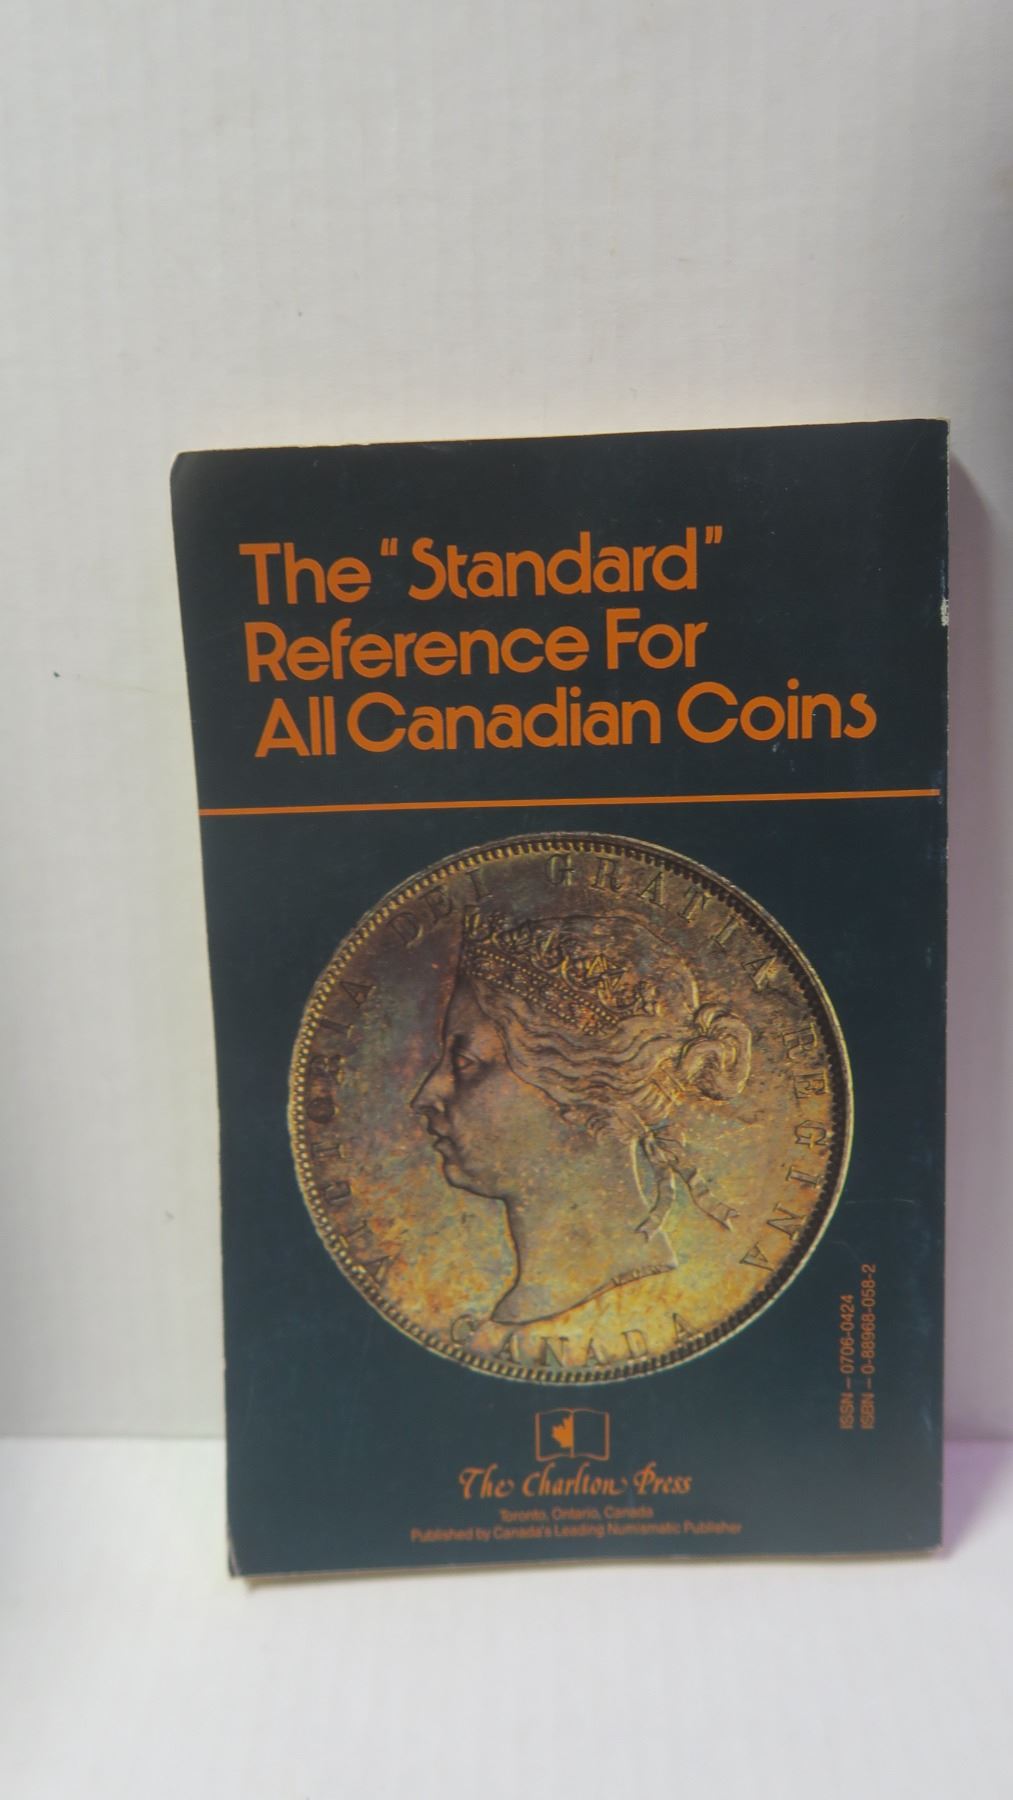 The "Standard"
Reference For
All Canadian Coins
VICTORIA DEI GRATIA REGINA
CANADA
ISSN — 0706-0424
ISBN — 0-88968-058-2
The Charlton Press
Toronto, Ontario, Canada
Published by Canada's Leading Numismatic Publisher